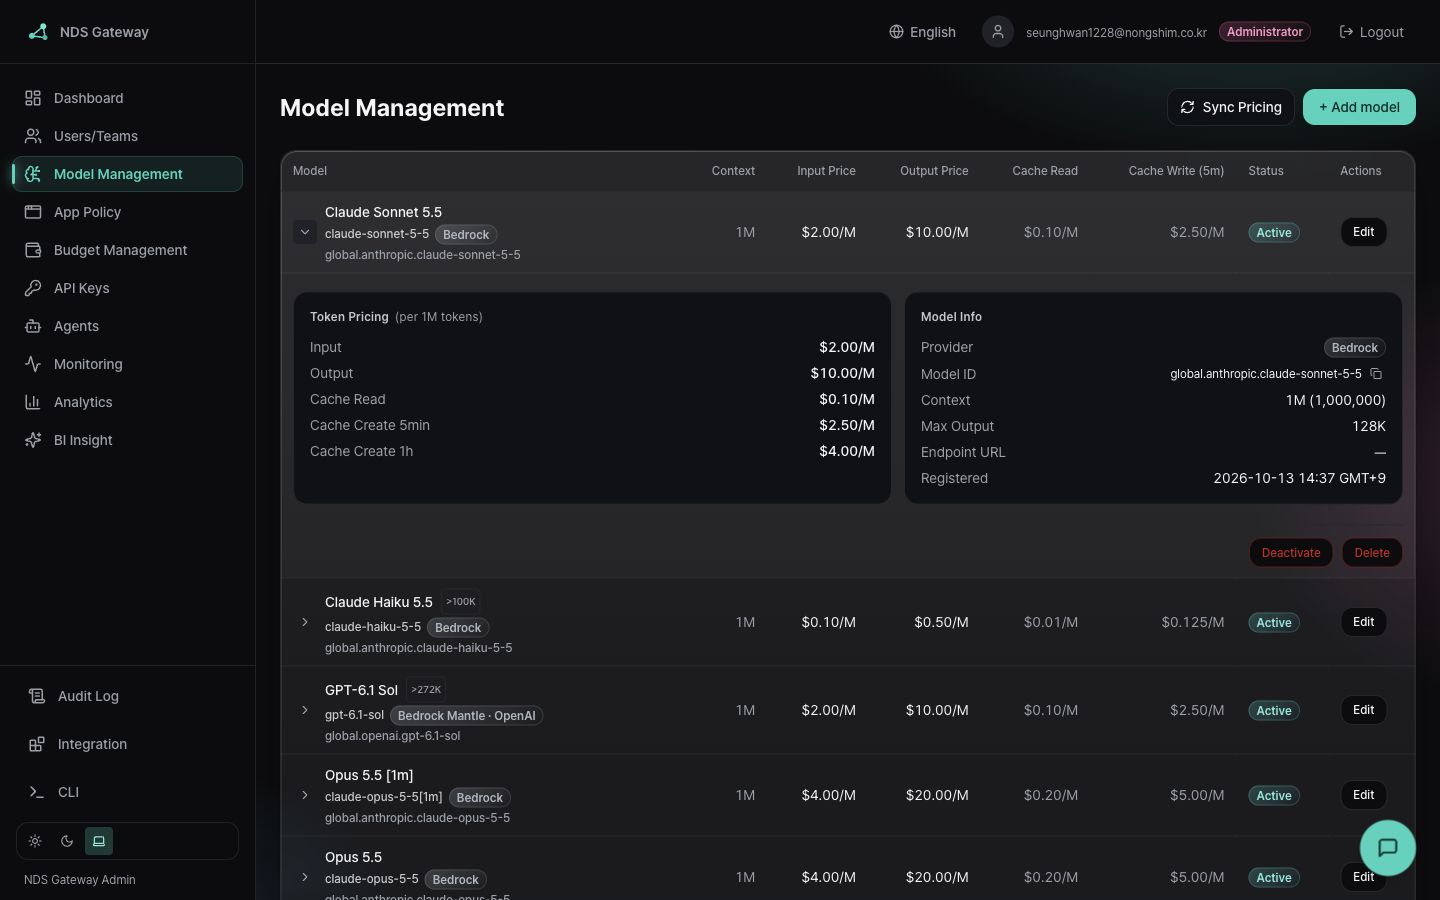 NDS Gateway
English
seunghwan1228@nongshim.co.kr
Administrator
Logout
Dashboard
Users/Teams
Model Management
App Policy
Budget Management
API Keys
Agents
Monitoring
Analytics
BI Insight
Audit Log
Integration
CLI
NDS Gateway Admin
Model Management
Sync Pricing
+ Add model
Model Context Input Price Output Price Cache Read Cache Write (5m) Status Actions
Claude Sonnet 5.5
claude-sonnet-5-5 Bedrock
global.anthropic.claude-sonnet-5-5
1M $2.00/M $10.00/M $0.10/M $2.50/M Active Edit
Token Pricing (per 1M tokens)
Input $2.00/M
Output $10.00/M
Cache Read $0.10/M
Cache Create 5min $2.50/M
Cache Create 1h $4.00/M
Model Info
Provider Bedrock
Model ID global.anthropic.claude-sonnet-5-5
Context 1M (1,000,000)
Max Output 128K
Endpoint URL —
Registered 2026-10-13 14:37 GMT+9
Deactivate Delete
Claude Haiku 5.5 >100K
claude-haiku-5-5 Bedrock
global.anthropic.claude-haiku-5-5
1M $0.10/M $0.50/M $0.01/M $0.125/M Active Edit
GPT-6.1 Sol >272K
gpt-6.1-sol Bedrock Mantle · OpenAI
global.openai.gpt-6.1-sol
1M $2.00/M $10.00/M $0.10/M $2.50/M Active Edit
Opus 5.5 [1m]
claude-opus-5-5[1m] Bedrock
global.anthropic.claude-opus-5-5
1M $4.00/M $20.00/M $0.20/M $5.00/M Active Edit
Opus 5.5
claude-opus-5-5 Bedrock
global.anthropic.claude-opus-5-5
1M $4.00/M $20.00/M $0.20/M $5.00/M Active Edit